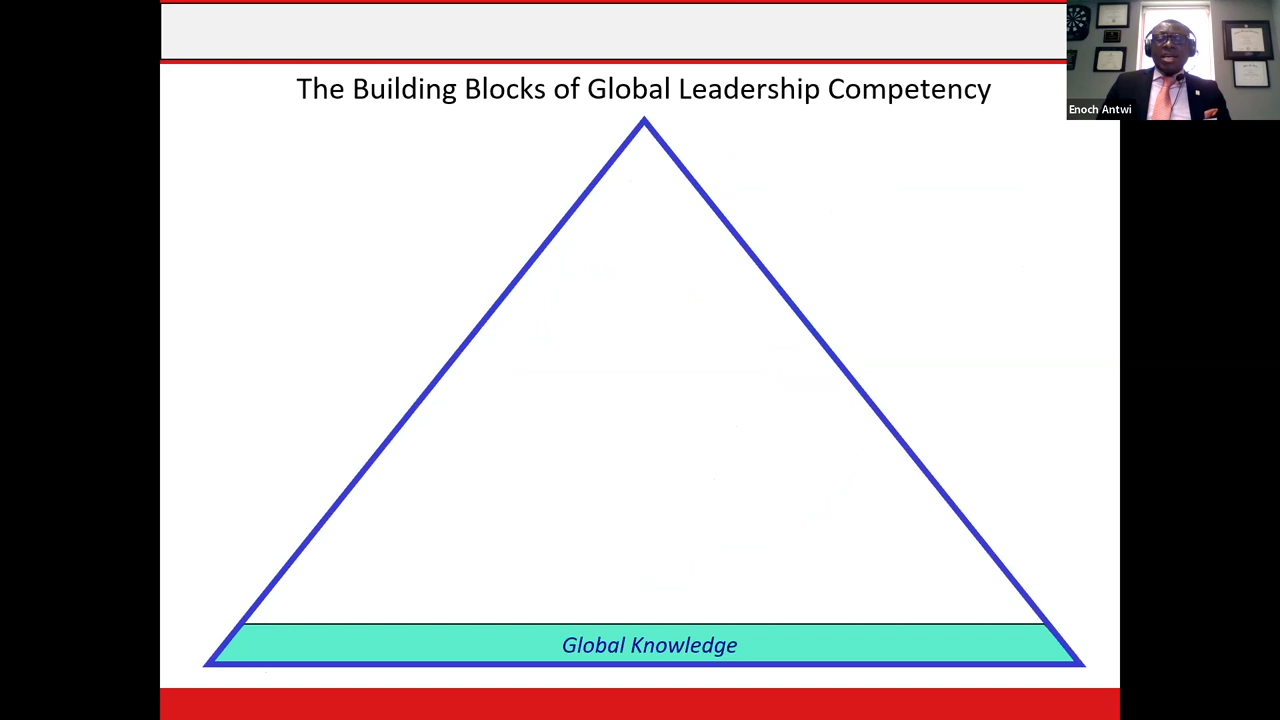 The Building Blocks of Global Leadership Competency
Enoch Antwi
Global Knowledge